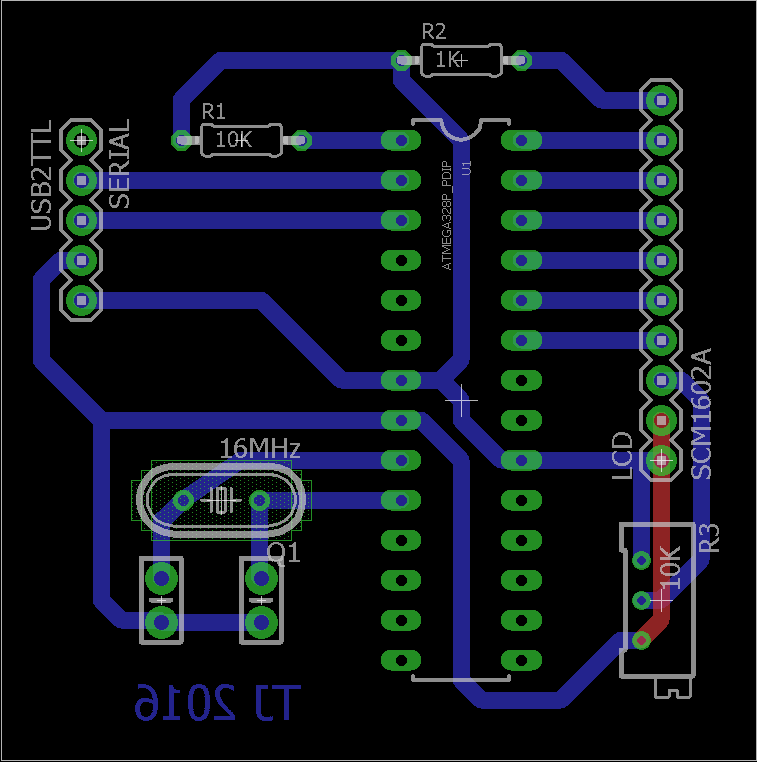 R2
1K
R1
10K
USB2TTL
SERIAL
ATMEGA328P_PDIP
U1
16MHz
Q1
LCD
SCM1602A
R3
10K
TJ 2016